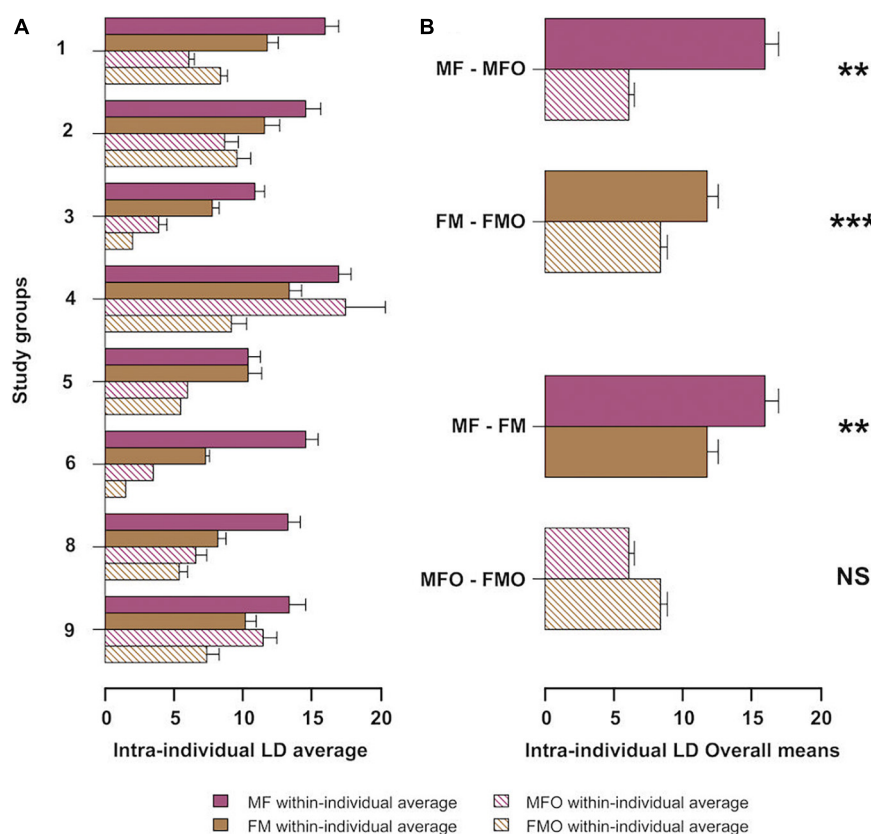 A
B
1
2
3
4
5
6
8
9
Study groups
0 5 10 15 20
Intra-individual LD average
MF - MFO
**
FM - FMO
***
MF - FM
**
MFO - FMO
NS
0 5 10 15 20
Intra-individual LD Overall means
MF within-individual average
MFO within-individual average
FM within-individual average
FMO within-individual average